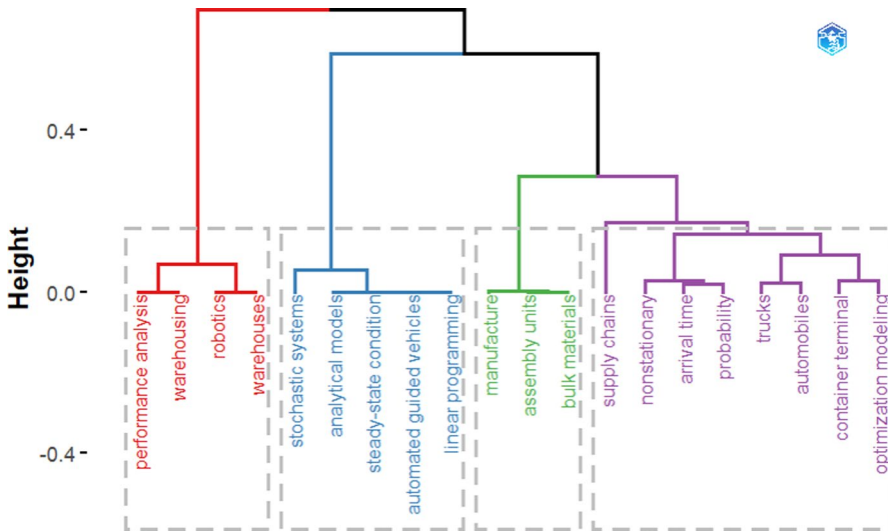 0.4
0.0
-0.4
Height
performance analysis
warehousing
robotics
warehouses
stochastic systems
analytical models
steady-state condition
automated guided vehicles
linear programming
manufacture
assembly units
bulk materials
supply chains
nonstationary
arrival time
probability
trucks
automobiles
container terminal
optimization modeling